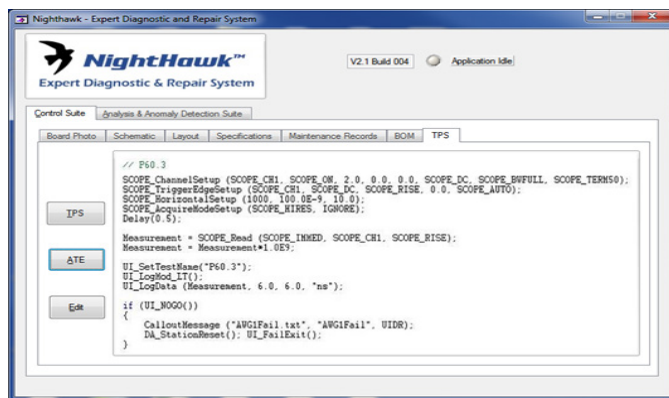 Nighthawk - Expert Diagnostic and Repair System
NightHawk™
Expert Diagnostic & Repair System
V2.1 Build 004
Application Idle
Control Suite
Analysis & Anomaly Detection Suite
Board Photo
Schematic
Layout
Specifications
Maintenance Records
BOM
TPS
TPS
ATE
Edit
// P60.3
SCOPE_ChannelSetup (SCOPE_CH1, SCOPE_ON, 2.0, 0.0, 0.0, SCOPE_DC, SCOPE_BWFULL, SCOPE_TERM50);
SCOPE_TriggerEdgeSetup (SCOPE_CH1, SCOPE_DC, SCOPE_RISE, 0.0, SCOPE_AUTO);
SCOPE_HorizontalSetup (1000, 100.0E-9, 10.0);
SCOPE_AcquireModeSetup (SCOPE_HIRES, IGNORE);
Delay(0.5);
Measurement = SCOPE_Read (SCOPE_IMMED, SCOPE_CH1, SCOPE_RISE);
Measurement = Measurement*1.0E9;
UI_SetTestName("P60.3");
UI_LogMod_LT();
UI_LogData (Measurement, 6.0, 6.0, "ns");
if (UI_NOGO())
{
CalloutMessage ("AWG1Fail.txt", "AWG1Fail", UIDR);
DA_StationReset(); UI_FailExit();
}